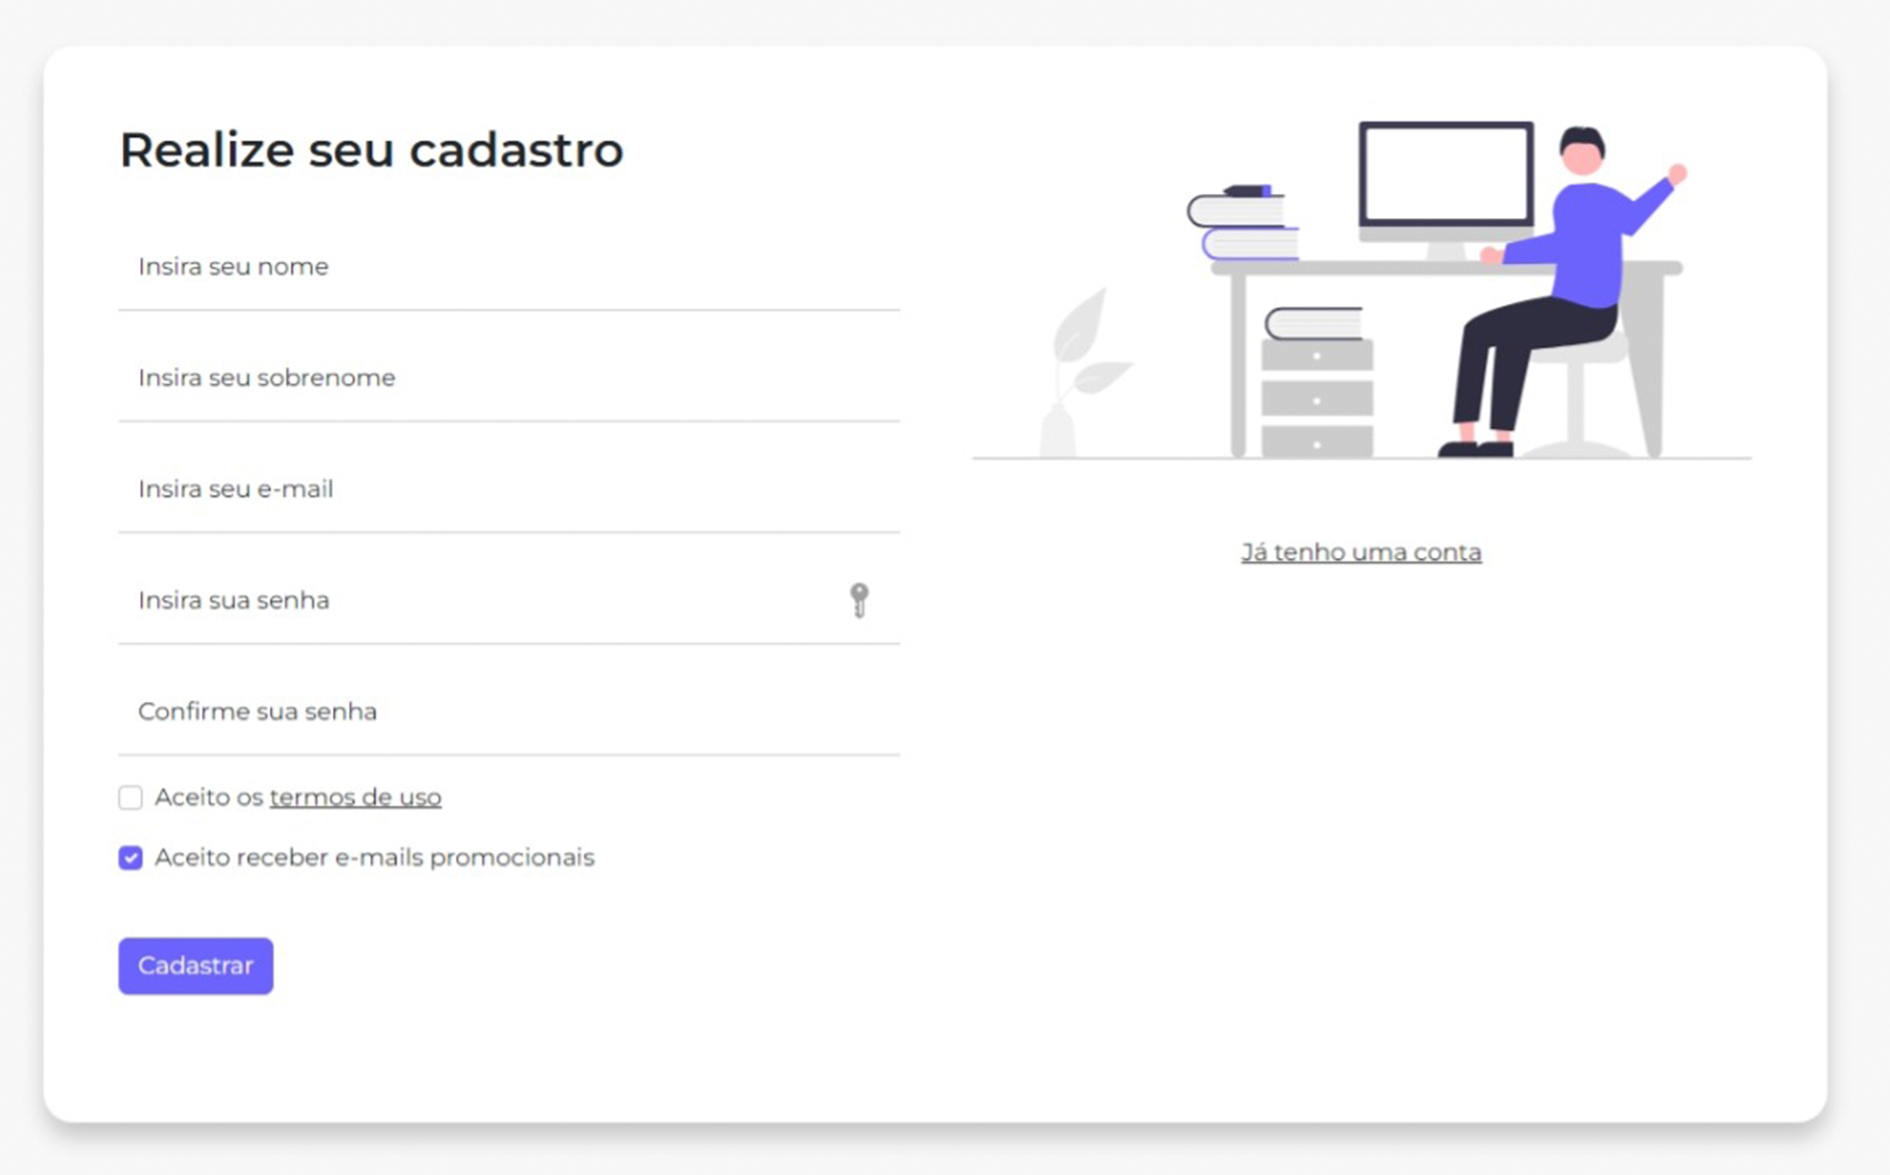 Realize seu cadastro
Insira seu nome
Insira seu sobrenome
Insira seu e-mail
Insira sua senha
Confirme sua senha
Aceito os termos de uso
Aceito receber e-mails promocionais
Cadastrar
Já tenho uma conta